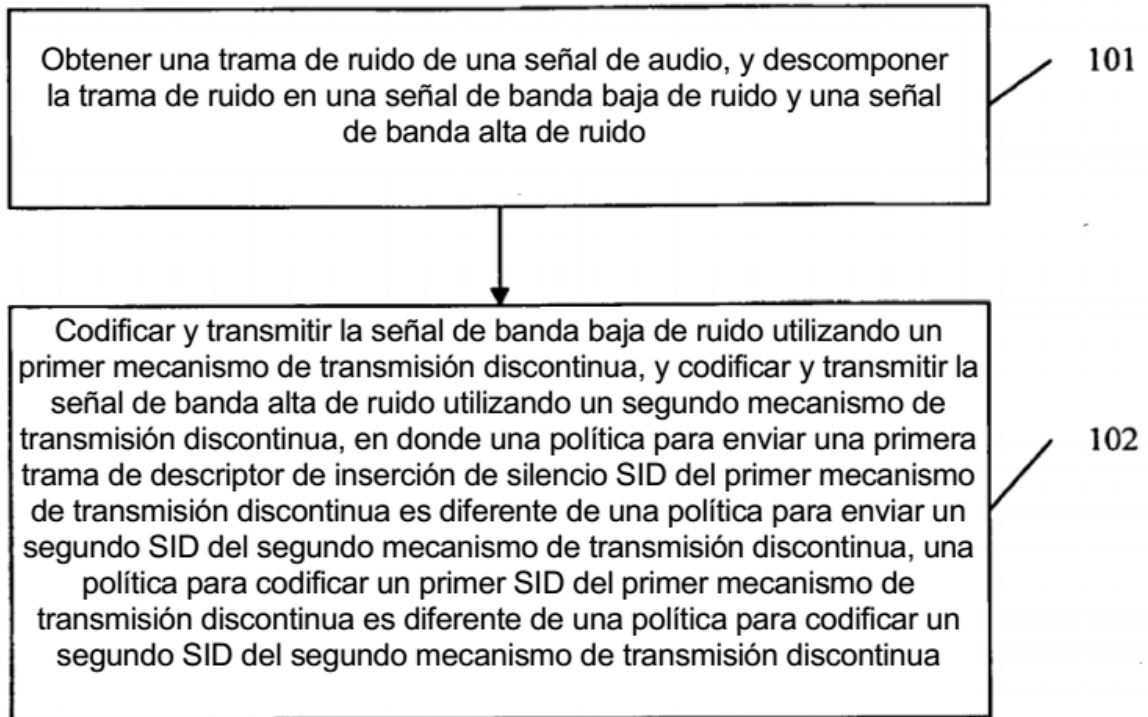 Obtener una trama de ruido de una señal de audio, y descomponer
la trama de ruido en una señal de banda baja de ruido y una señal
de banda alta de ruido
101
Codificar y transmitir la señal de banda baja de ruido utilizando un
primer mecanismo de transmisión discontinua, y codificar y transmitir la
señal de banda alta de ruido utilizando un segundo mecanismo de
transmisión discontinua, en donde una política para enviar una primera
trama de descriptor de inserción de silencio SID del primer mecanismo
de transmisión discontinua es diferente de una política para enviar un
segundo SID del segundo mecanismo de transmisión discontinua, una
política para codificar un primer SID del primer mecanismo de
transmisión discontinua es diferente de una política para codificar un
segundo SID del segundo mecanismo de transmisión discontinua
102